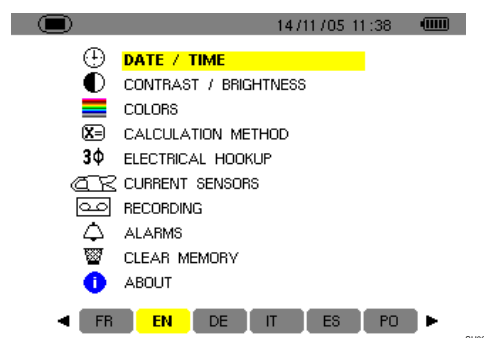 14/11/05 11:38
DATE / TIME
CONTRAST / BRIGHTNESS
COLORS
X= CALCULATION METHOD
3Φ ELECTRICAL HOOKUP
CURRENT SENSORS
RECORDING
ALARMS
CLEAR MEMORY
i ABOUT
FR EN DE IT ES PO